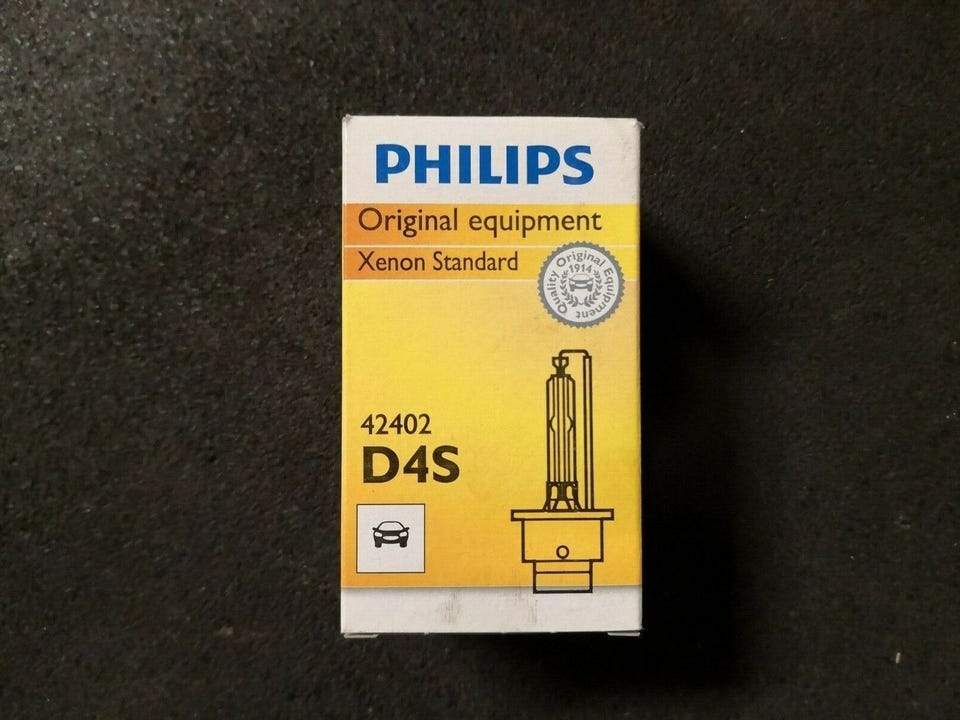 PHILIPS
Original equipment
Xenon Standard
Quality Original Equipment
1914
42402
D4S